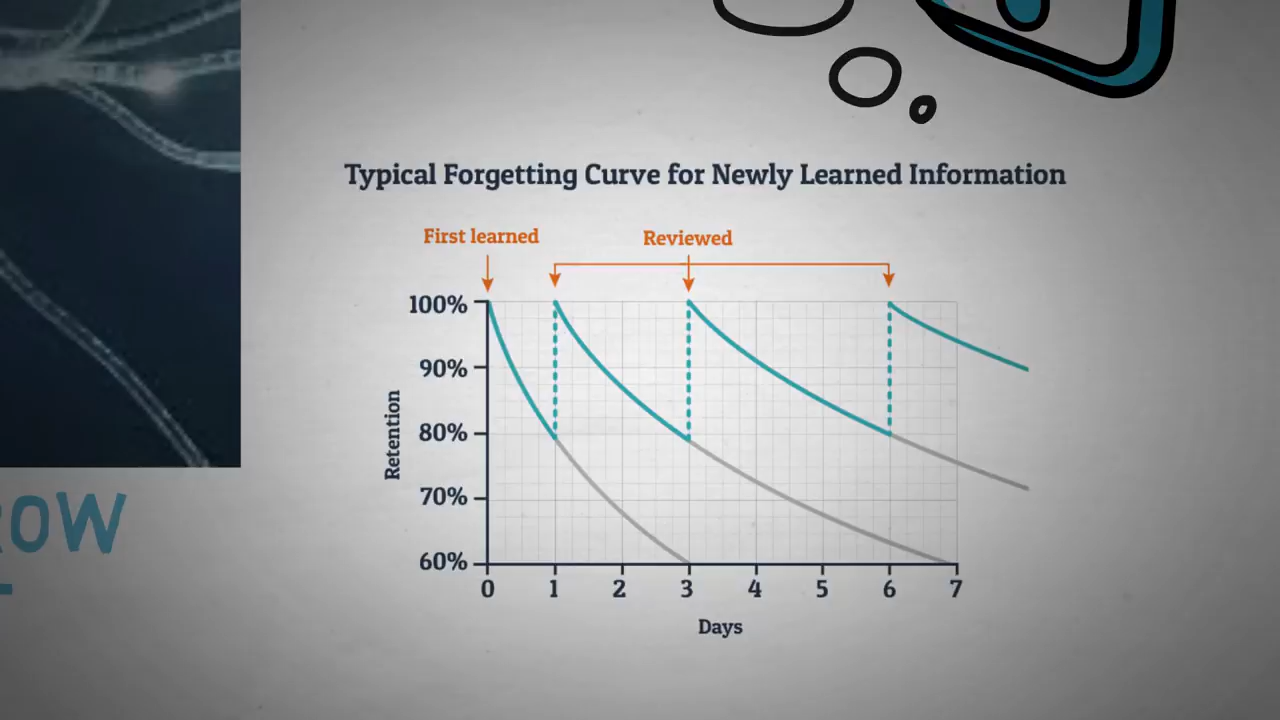 Typical Forgetting Curve for Newly Learned Information
First learned
Reviewed
100%
90%
80%
70%
60%
Retention
0 1 2 3 4 5 6 7
Days
OW